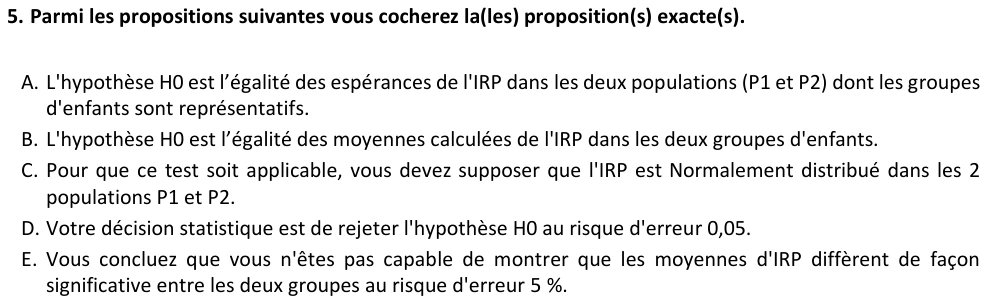 5. Parmi les propositions suivantes vous cocherez la(les) proposition(s) exacte(s).
A. L'hypothèse H0 est l’égalité des espérances de l'IRP dans les deux populations (P1 et P2) dont les groupes
d'enfants sont représentatifs.
B. L'hypothèse H0 est l’égalité des moyennes calculées de l'IRP dans les deux groupes d'enfants.
C. Pour que ce test soit applicable, vous devez supposer que l'IRP est Normalement distribué dans les 2
populations P1 et P2.
D. Votre décision statistique est de rejeter l'hypothèse H0 au risque d'erreur 0,05.
E. Vous concluez que vous n'êtes pas capable de montrer que les moyennes d'IRP diffèrent de façon
significative entre les deux groupes au risque d'erreur 5 %.